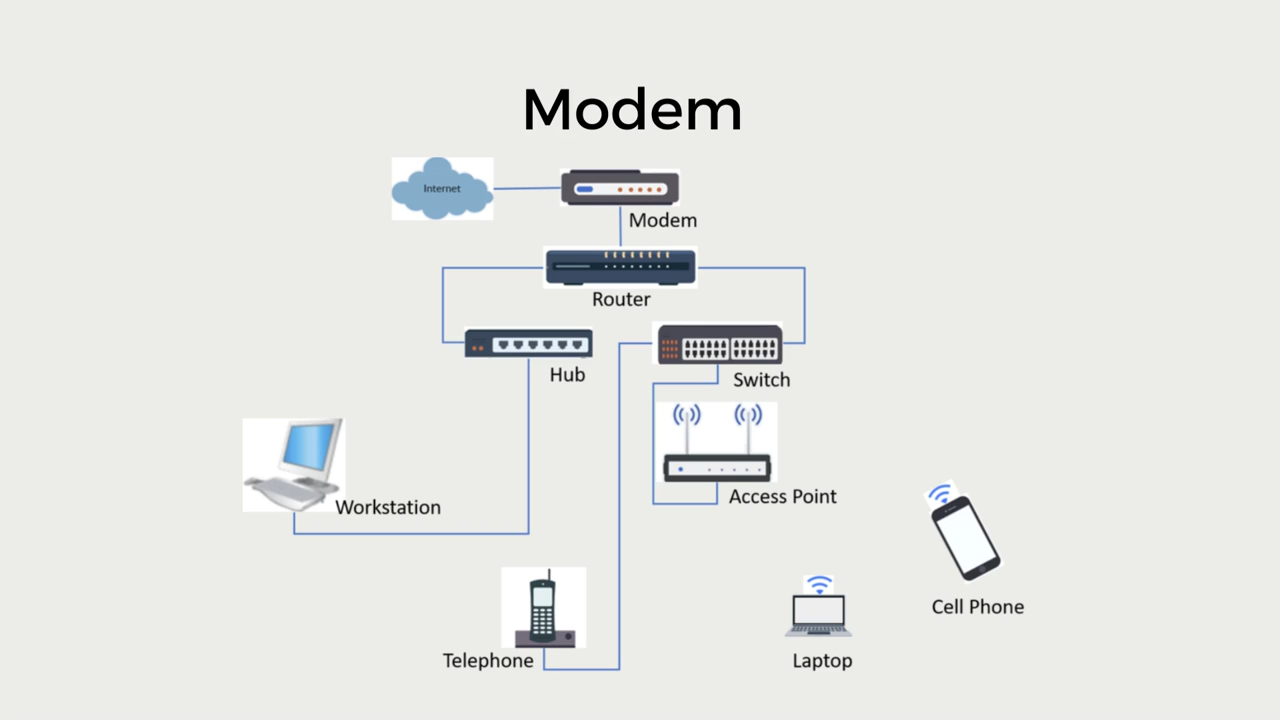 Modem
Internet
Modem
Router
Hub
Switch
Access Point
Workstation
Cell Phone
Telephone
Laptop